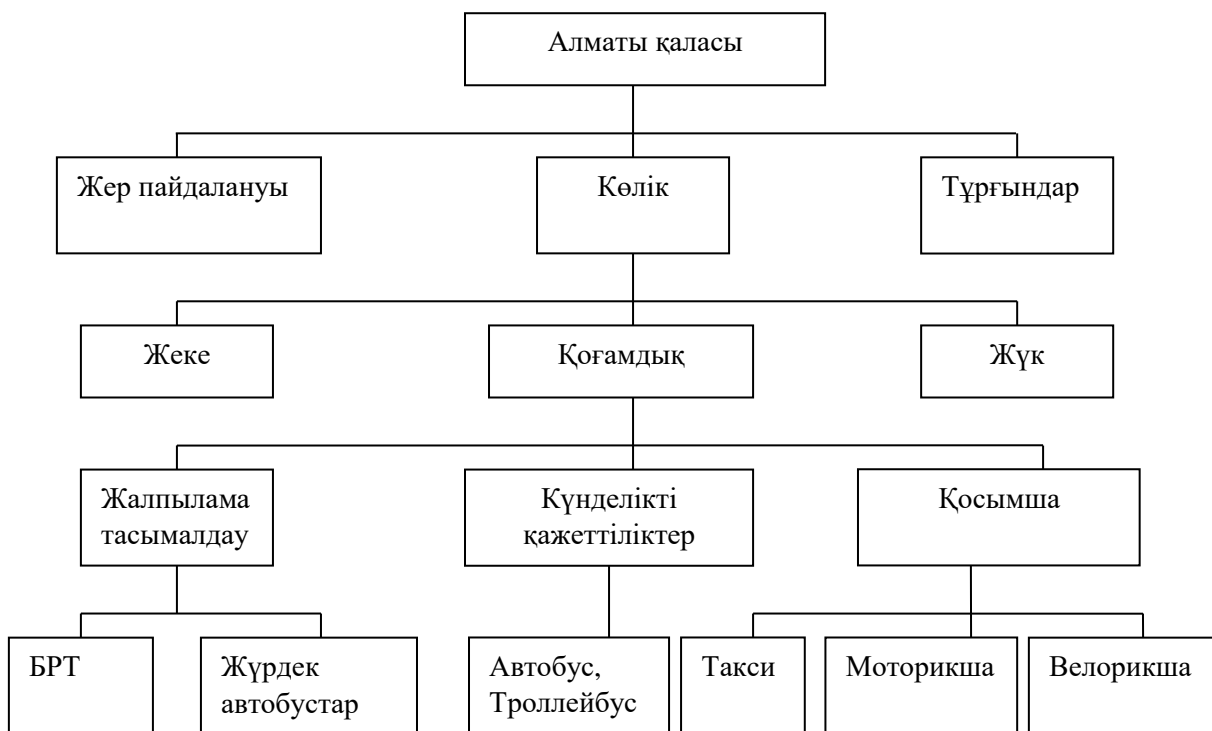 Алматы қаласы
Жер пайдалануы
Көлік
Тұрғындар
Жеке
Қоғамдық
Жүк
Жалпылама
тасымалдау
Күнделікті
қажеттіліктер
Қосымша
БРТ
Жүрдек
автобустар
Автобус,
Троллейбус
Такси
Моторикша
Велорикша